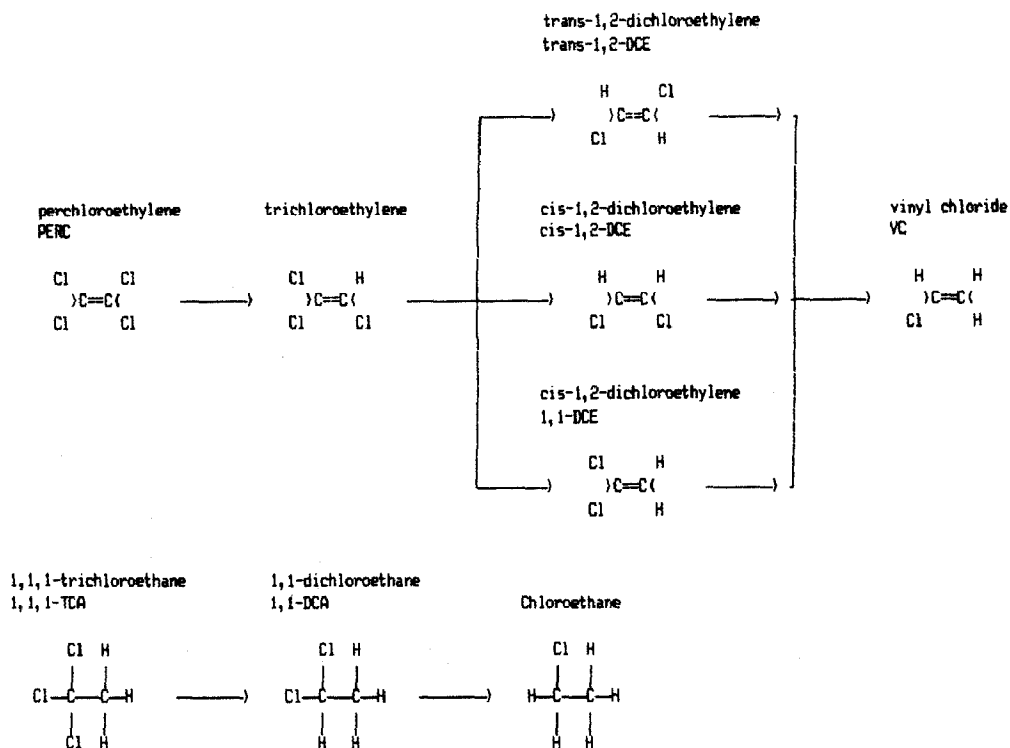 trans-1,2-dichloroethylene
trans-1,2-DCE
H Cl
>C==C<
Cl H
perchloroethylene
PERC
Cl Cl
>C==C<
Cl Cl
trichloroethylene
Cl H
>C==C<
Cl Cl
cis-1,2-dichloroethylene
cis-1,2-DCE
H H
>C==C<
Cl Cl
vinyl chloride
VC
H H
>C==C<
Cl H
cis-1,2-dichloroethylene
1,1-DCE
Cl H
>C==C<
Cl H
1,1,1-trichloroethane
1,1,1-TCA
Cl H
Cl—C—C—H
Cl H
1,1-dichloroethane
1,1-DCA
Cl H
Cl—C—C—H
H H
Chloroethane
Cl H
H—C—C—H
H H